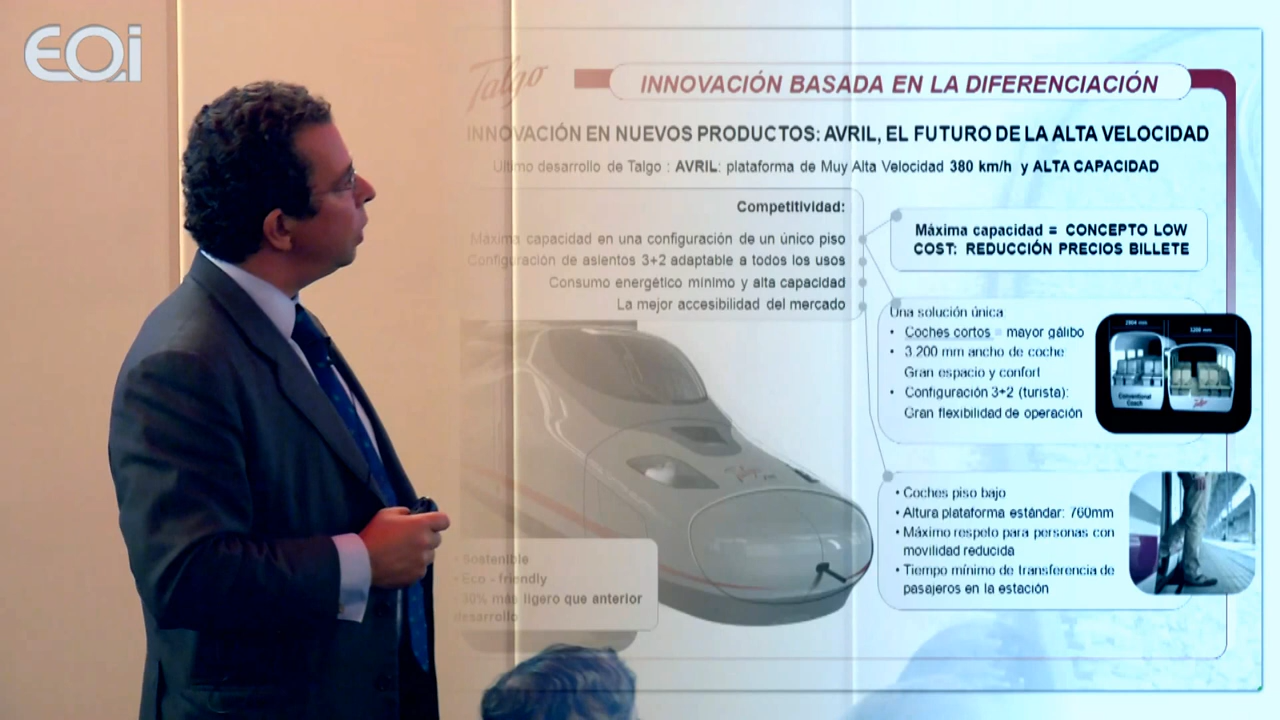 EOi
Talgo
INNOVACIÓN BASADA EN LA DIFERENCIACIÓN
INNOVACIÓN EN NUEVOS PRODUCTOS: AVRIL, EL FUTURO DE LA ALTA VELOCIDAD
Último desarrollo de Talgo : AVRIL: plataforma de Muy Alta Velocidad 380 km/h y ALTA CAPACIDAD
Competitividad:
Máxima capacidad en una configuración de un único piso
Configuración de asientos 3+2 adaptable a todos los usos
Consumo energético mínimo y alta capacidad
La mejor accesibilidad del mercado
Máxima capacidad = CONCEPTO LOW
COST: REDUCCIÓN PRECIOS BILLETE
Una solución única
• Coches cortos = mayor gálibo
• 3.200 mm ancho de coche
Gran espacio y confort
• Configuración 3+2 (turista):
Gran flexibilidad de operación
Conventional
Coach
Talgo
• Coches piso bajo
• Altura plataforma estándar: 760mm
• Máximo respeto para personas con
movilidad reducida
• Tiempo mínimo de transferencia de
pasajeros en la estación
• Sostenible
• Eco - friendly
• 30% más ligero que anterior
desarrollo